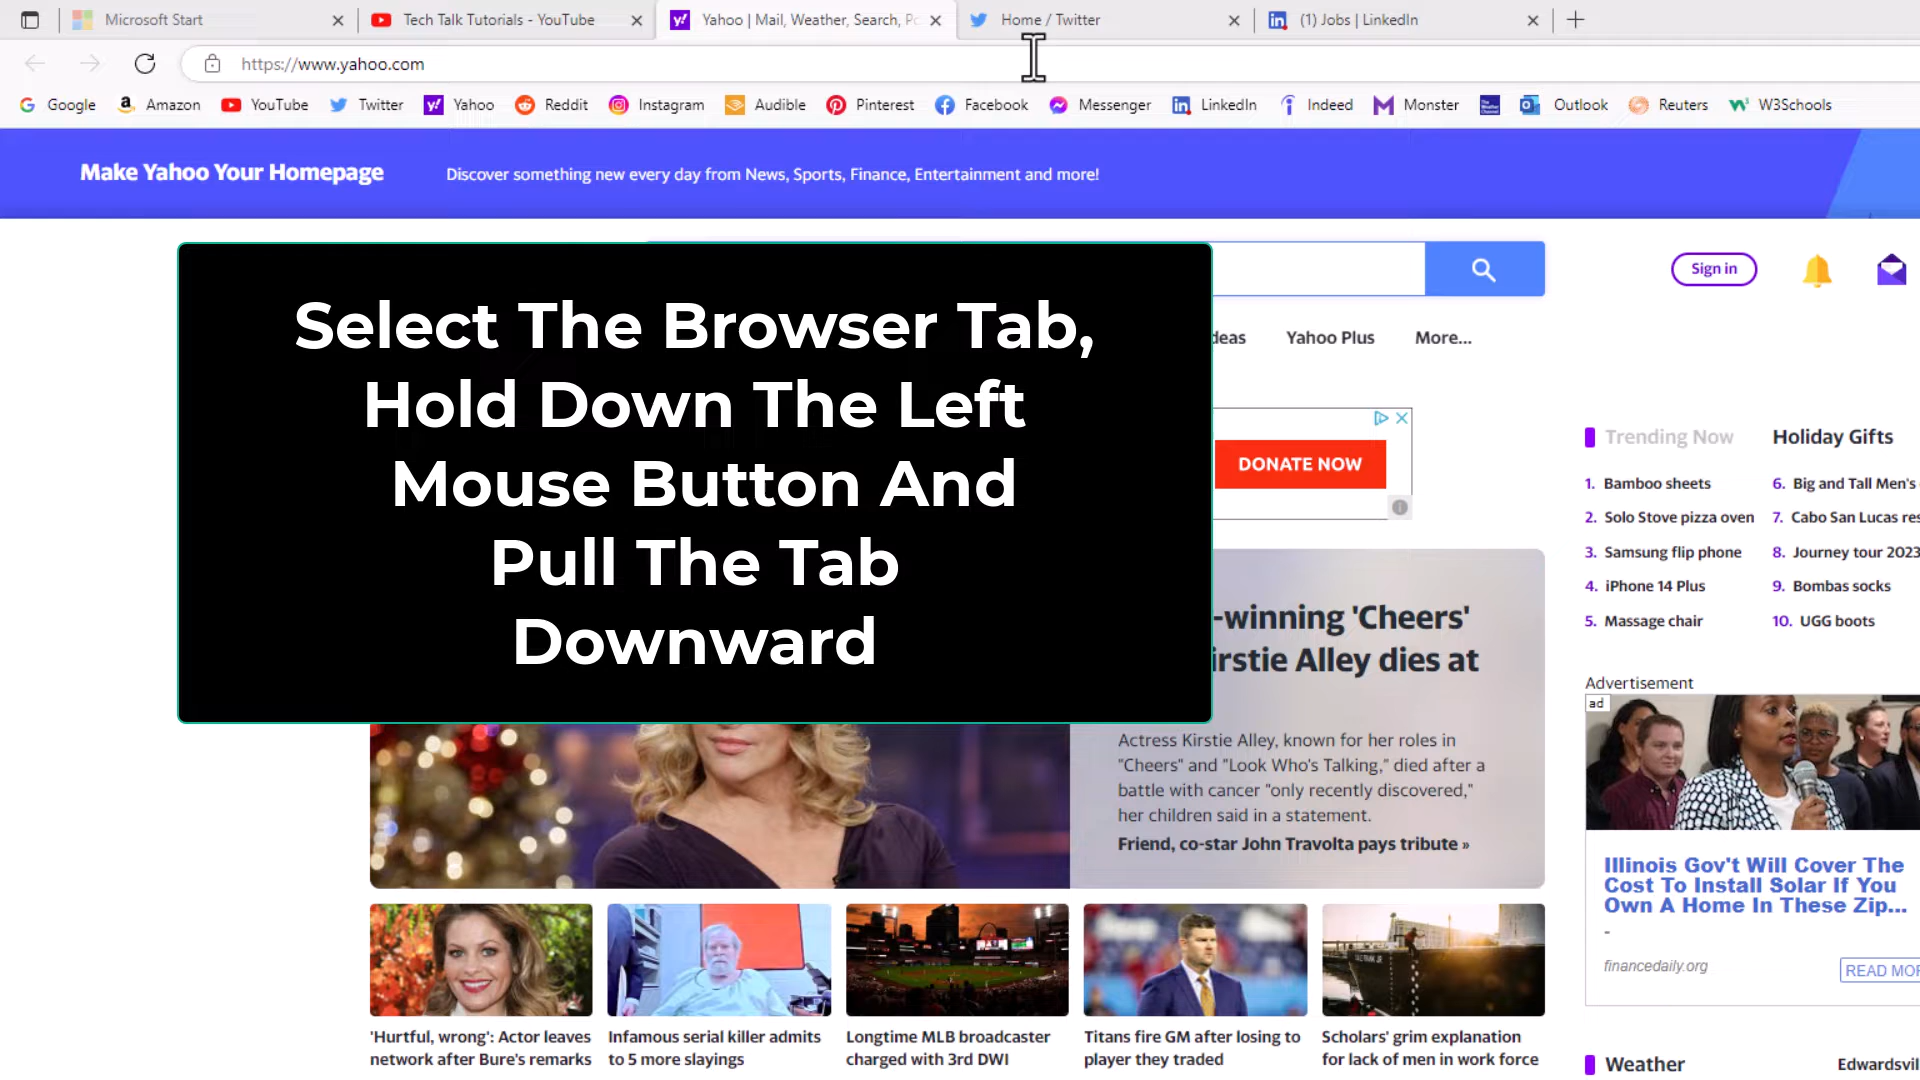 Microsoft Start
Tech Talk Tutorials - YouTube
Yahoo | Mail, Weather, Search, Po
Home / Twitter
(1) Jobs | LinkedIn
https://www.yahoo.com
Google
Amazon
YouTube
Twitter
Yahoo
Reddit
Instagram
Audible
Pinterest
Facebook
Messenger
LinkedIn
Indeed
Monster
Outlook
Reuters
W3Schools
Make Yahoo Your Homepage
Discover something new every day from News, Sports, Finance, Entertainment and more!
Select The Browser Tab,
Hold Down The Left
Mouse Button And
Pull The Tab
Downward
Sign in
deas
Yahoo Plus
More...
DONATE NOW
-winning 'Cheers'
irstie Alley dies at
Actress Kirstie Alley, known for her roles in
"Cheers" and "Look Who's Talking," died after a
battle with cancer "only recently discovered,"
her children said in a statement.
Friend, co-star John Travolta pays tribute »
Trending Now
Holiday Gifts
1. Bamboo sheets
2. Solo Stove pizza oven
3. Samsung flip phone
4. iPhone 14 Plus
5. Massage chair
6. Big and Tall Men's
7. Cabo San Lucas res
8. Journey tour 2023
9. Bombas socks
10. UGG boots
Advertisement
ad
Illinois Gov't Will Cover The
Cost To Install Solar If You
Own A Home In These Zip...
-
financedaily.org
READ MOR
'Hurtful, wrong': Actor leaves
network after Bure's remarks
Infamous serial killer admits
to 5 more slayings
Longtime MLB broadcaster
charged with 3rd DWI
Titans fire GM after losing to
player they traded
Scholars' grim explanation
for lack of men in work force
Weather
Edwardsvil